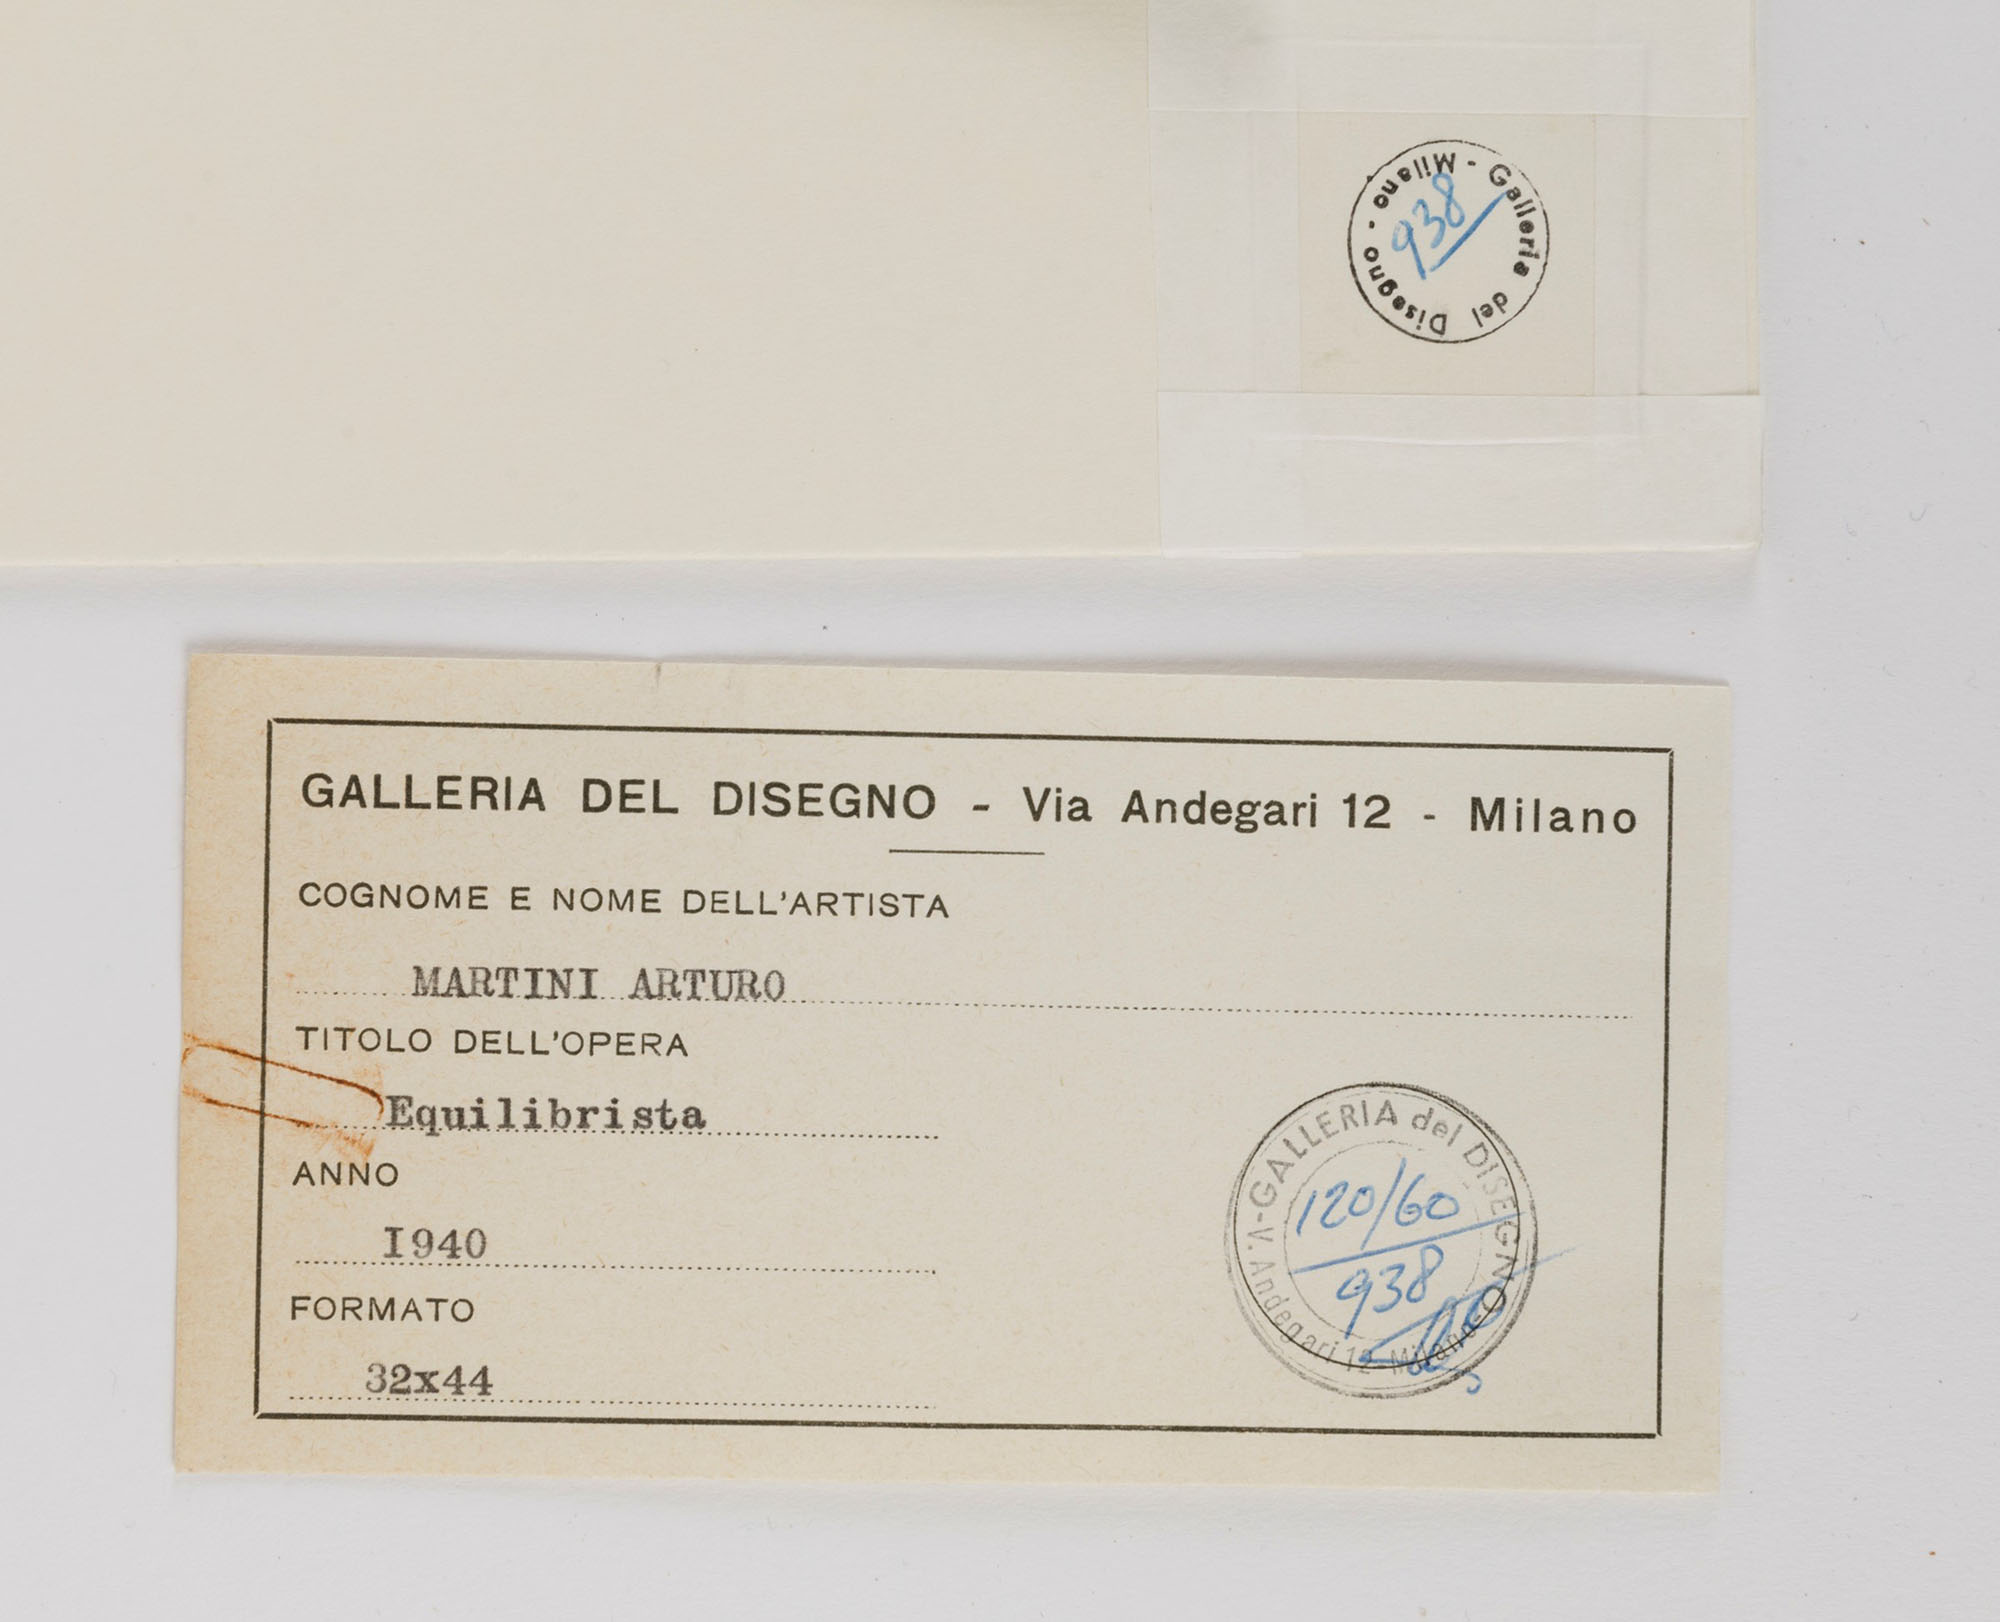 Galleria del Disegno - Milano -
938
GALLERIA DEL DISEGNO - Via Andegari 12 - Milano
COGNOME E NOME DELL'ARTISTA
MARTINI ARTURO
TITOLO DELL'OPERA
Equilibrista
ANNO
I940
FORMATO
32x44
GALLERIA del DISEGNO - V. Andegari 12 - Milano -
120/60
938